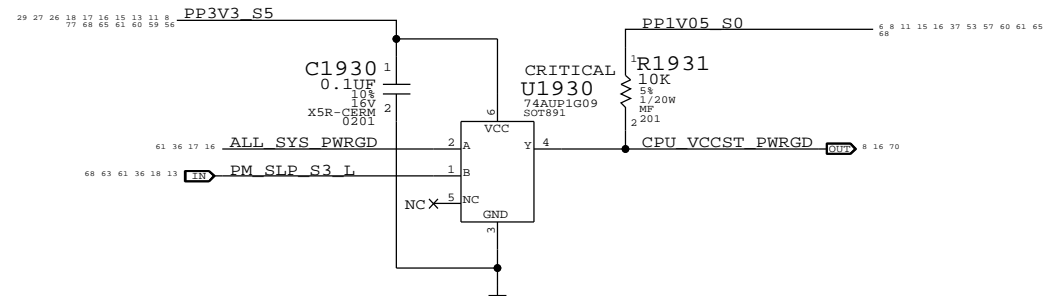 29 27 26 18 17 16 15 13 11 8 PP3V3_S5
77 68 65 61 60 59 56
PP1V05_S0 6 8 11 15 16 37 53 57 60 61 65
68
C1930 1
0.1UF
10%
16V
X5R-CERM 2
0201
CRITICAL
U1930
74AUP1G09
SOT891
1 R1931
10K
5%
1/20W
MF
2 201
6
VCC
61 36 17 16 ALL_SYS_PWRGD 2 A
Y 4 CPU_VCCST_PWRGD OUT 8 16 70
68 63 61 36 18 13 IN PM_SLP_S3_L 1 B
NC 5 NC
GND
3